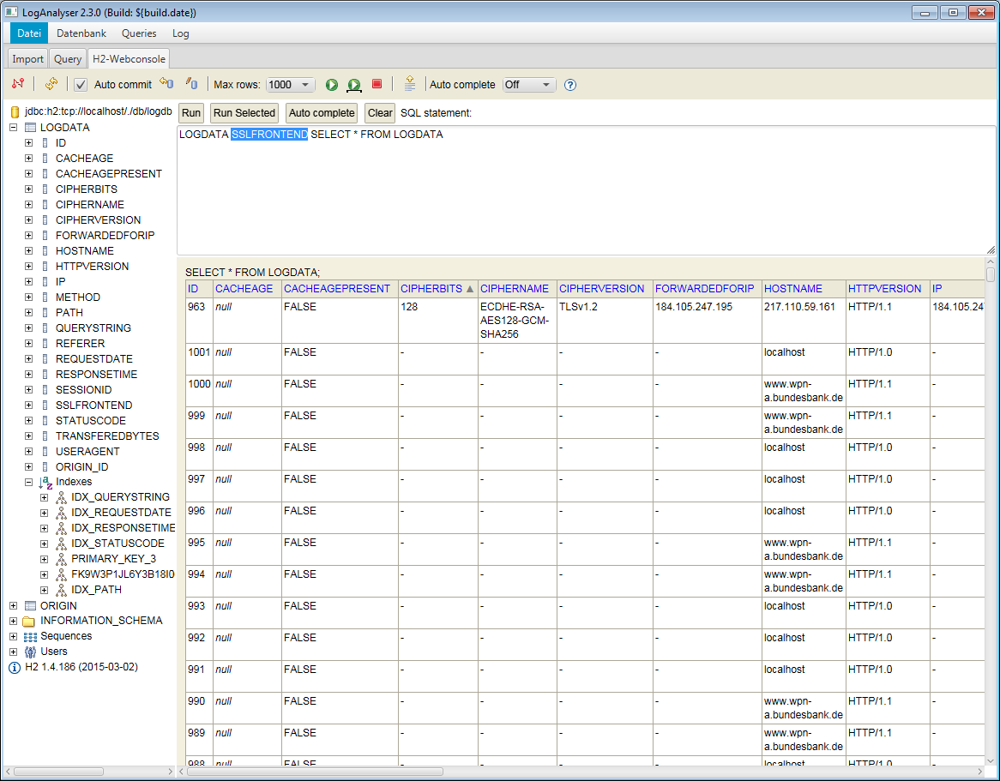 LogAnalyser 2.3.0 (Build: ${build.date})
Datei Datenbank Queries Log
Import Query H2-Webconsole
Auto commit Max rows: 1000 Auto complete Off ?
jdbc:h2:tcp://localhost/./db/logdb
LOGDATA
ID
CACHEAGE
CACHEAGEPRESENT
CIPHERBITS
CIPHERNAME
CIPHERVERSION
FORWARDEDFORIP
HOSTNAME
HTTPVERSION
IP
METHOD
PATH
QUERYSTRING
REFERER
REQUESTDATE
RESPONSETIME
SESSIONID
SSLFRONTEND
STATUSCODE
TRANSFEREDBYTES
USERAGENT
ORIGIN_ID
Indexes
IDX_QUERYSTRING
IDX_REQUESTDATE
IDX_RESPONSETIME
IDX_STATUSCODE
PRIMARY_KEY_3
FK9W3P1JL6Y3B18I0
IDX_PATH
ORIGIN
INFORMATION_SCHEMA
Sequences
Users
H2 1.4.186 (2015-03-02)
Run Run Selected Auto complete Clear SQL statement:
LOGDATA SSLFRONTEND SELECT * FROM LOGDATA
SELECT * FROM LOGDATA;
ID CACHEAGE CACHEAGEPRESENT CIPHERBITS ▲ CIPHERNAME CIPHERVERSION FORWARDEDFORIP HOSTNAME HTTPVERSION IP
963 null FALSE 128 ECDHE-RSA- TLSv1.2 184.105.247.195 217.110.59.161 HTTP/1.1 184.105.24
AES128-GCM-
SHA256
1001 null FALSE - - - - localhost HTTP/1.0 -
1000 null FALSE - - - - www.wpn- HTTP/1.1 -
a.bundesbank.de
999 null FALSE - - - - www.wpn- HTTP/1.1 -
a.bundesbank.de
998 null FALSE - - - - localhost HTTP/1.0 -
997 null FALSE - - - - localhost HTTP/1.0 -
996 null FALSE - - - - localhost HTTP/1.0 -
995 null FALSE - - - - www.wpn- HTTP/1.1 -
a.bundesbank.de
994 null FALSE - - - - www.wpn- HTTP/1.1 -
a.bundesbank.de
993 null FALSE - - - - localhost HTTP/1.0 -
992 null FALSE - - - - localhost HTTP/1.0 -
991 null FALSE - - - - localhost HTTP/1.0 -
990 null FALSE - - - - www.wpn- HTTP/1.1 -
a.bundesbank.de
989 null FALSE - - - - www.wpn- HTTP/1.1 -
a.bundesbank.de
988 null FALSE - - - - localhost HTTP/1.0 -